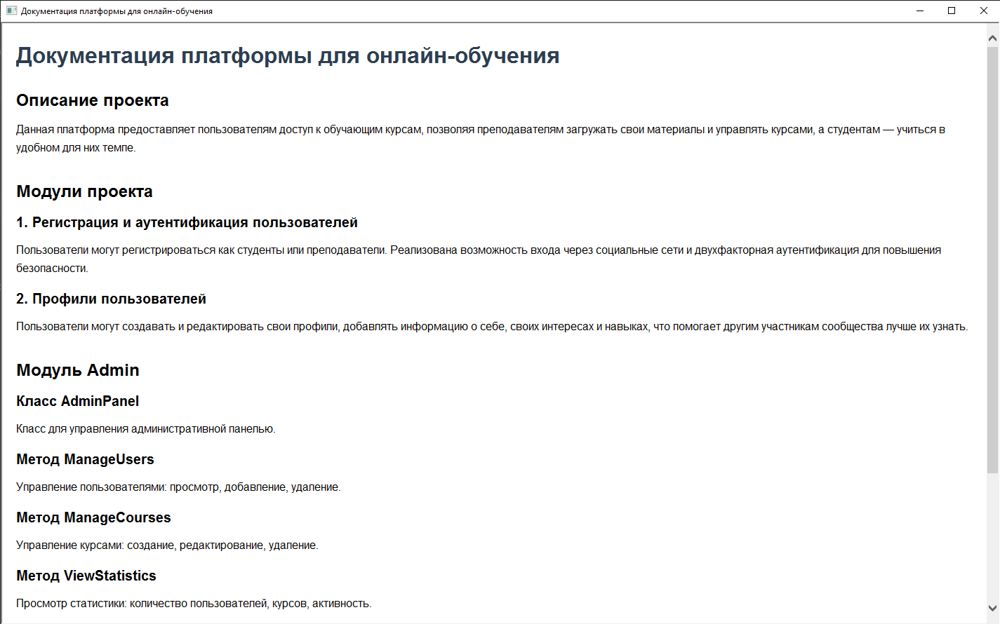 Документация платформы для онлайн-обучения
Документация платформы для онлайн-обучения
Описание проекта
Данная платформа предоставляет пользователям доступ к обучающим курсам, позволяя преподавателям загружать свои материалы и управлять курсами, а студентам — учиться в
удобном для них темпе.
Модули проекта
1. Регистрация и аутентификация пользователей
Пользователи могут регистрироваться как студенты или преподаватели. Реализована возможность входа через социальные сети и двухфакторная аутентификация для повышения
безопасности.
2. Профили пользователей
Пользователи могут создавать и редактировать свои профили, добавлять информацию о себе, своих интересах и навыках, что помогает другим участникам сообщества лучше их узнать.
Модуль Admin
Класс AdminPanel
Класс для управления административной панелью.
Метод ManageUsers
Управление пользователями: просмотр, добавление, удаление.
Метод ManageCourses
Управление курсами: создание, редактирование, удаление.
Метод ViewStatistics
Просмотр статистики: количество пользователей, курсов, активность.